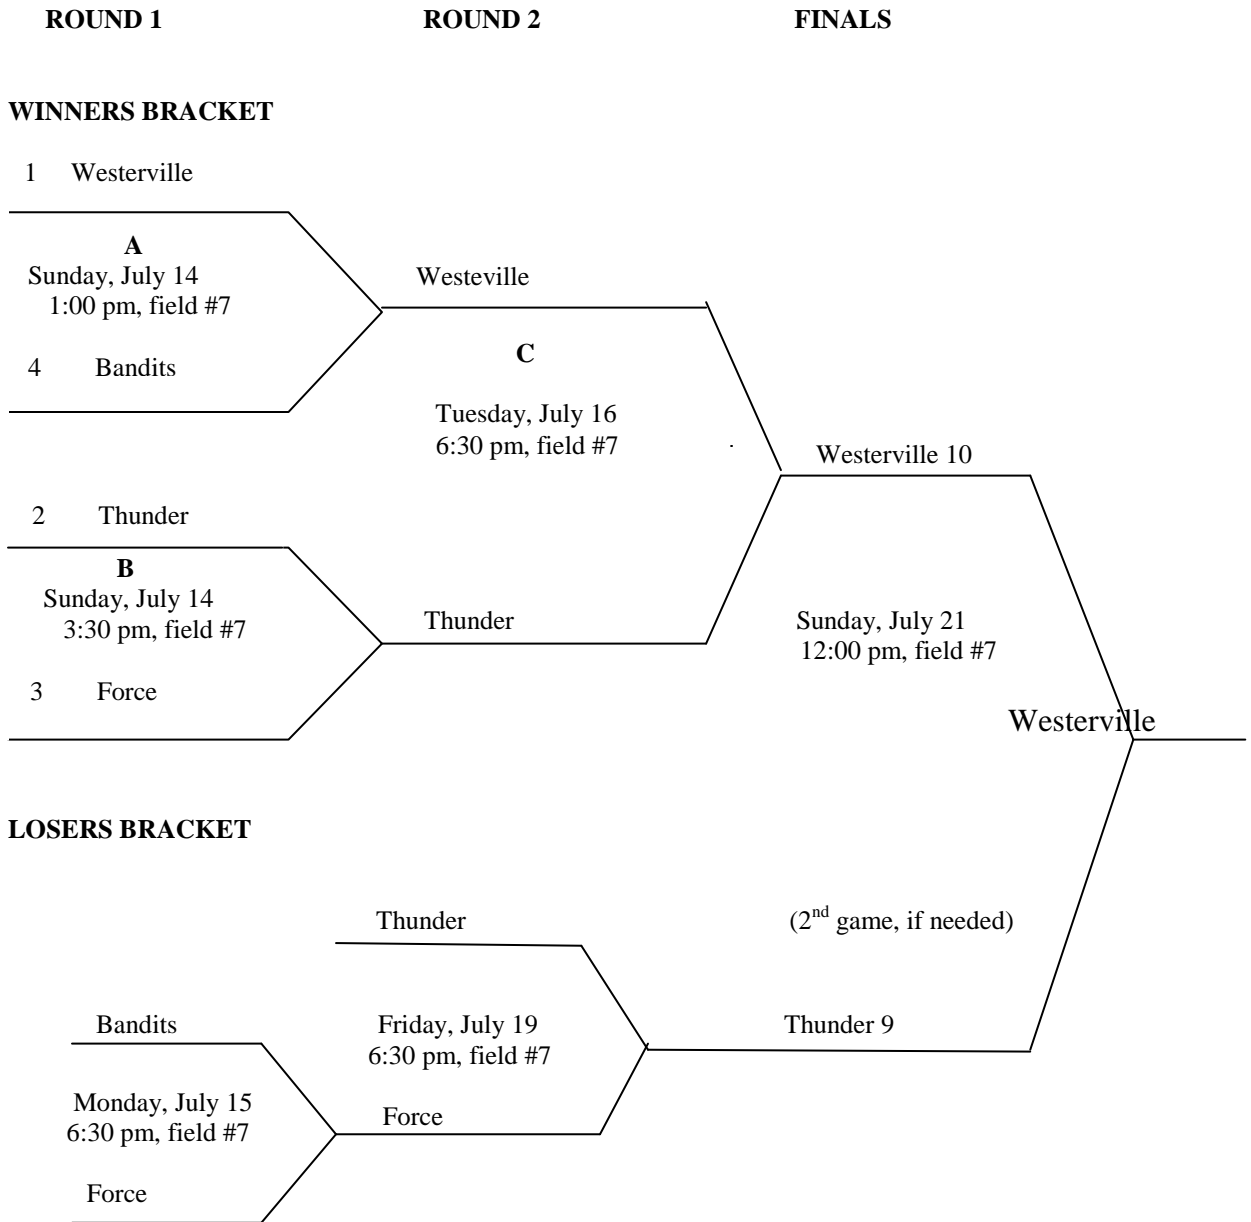 ROUND 1 ROUND 2 FINALS
WINNERS BRACKET
1 Westerville
A
Sunday, July 14
1:00 pm, field #7
4 Bandits
Westeville
C
Tuesday, July 16
6:30 pm, field #7
.
Westerville 10
2 Thunder
B
Sunday, July 14
3:30 pm, field #7
3 Force
Thunder
Sunday, July 21
12:00 pm, field #7
Westerville
LOSERS BRACKET
Thunder
(2nd game, if needed)
Bandits
Friday, July 19
6:30 pm, field #7
Thunder 9
Monday, July 15
6:30 pm, field #7
Force
Force